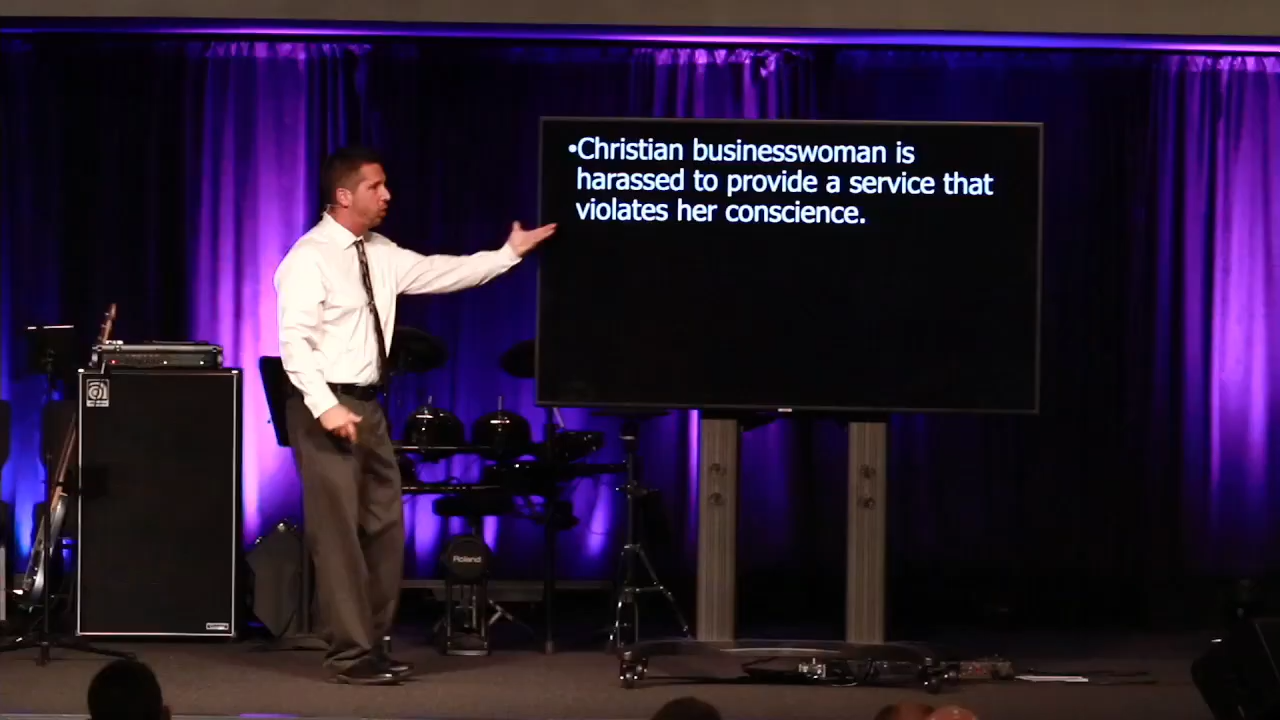 •Christian businesswoman is
harassed to provide a service that
violates her conscience.
Roland